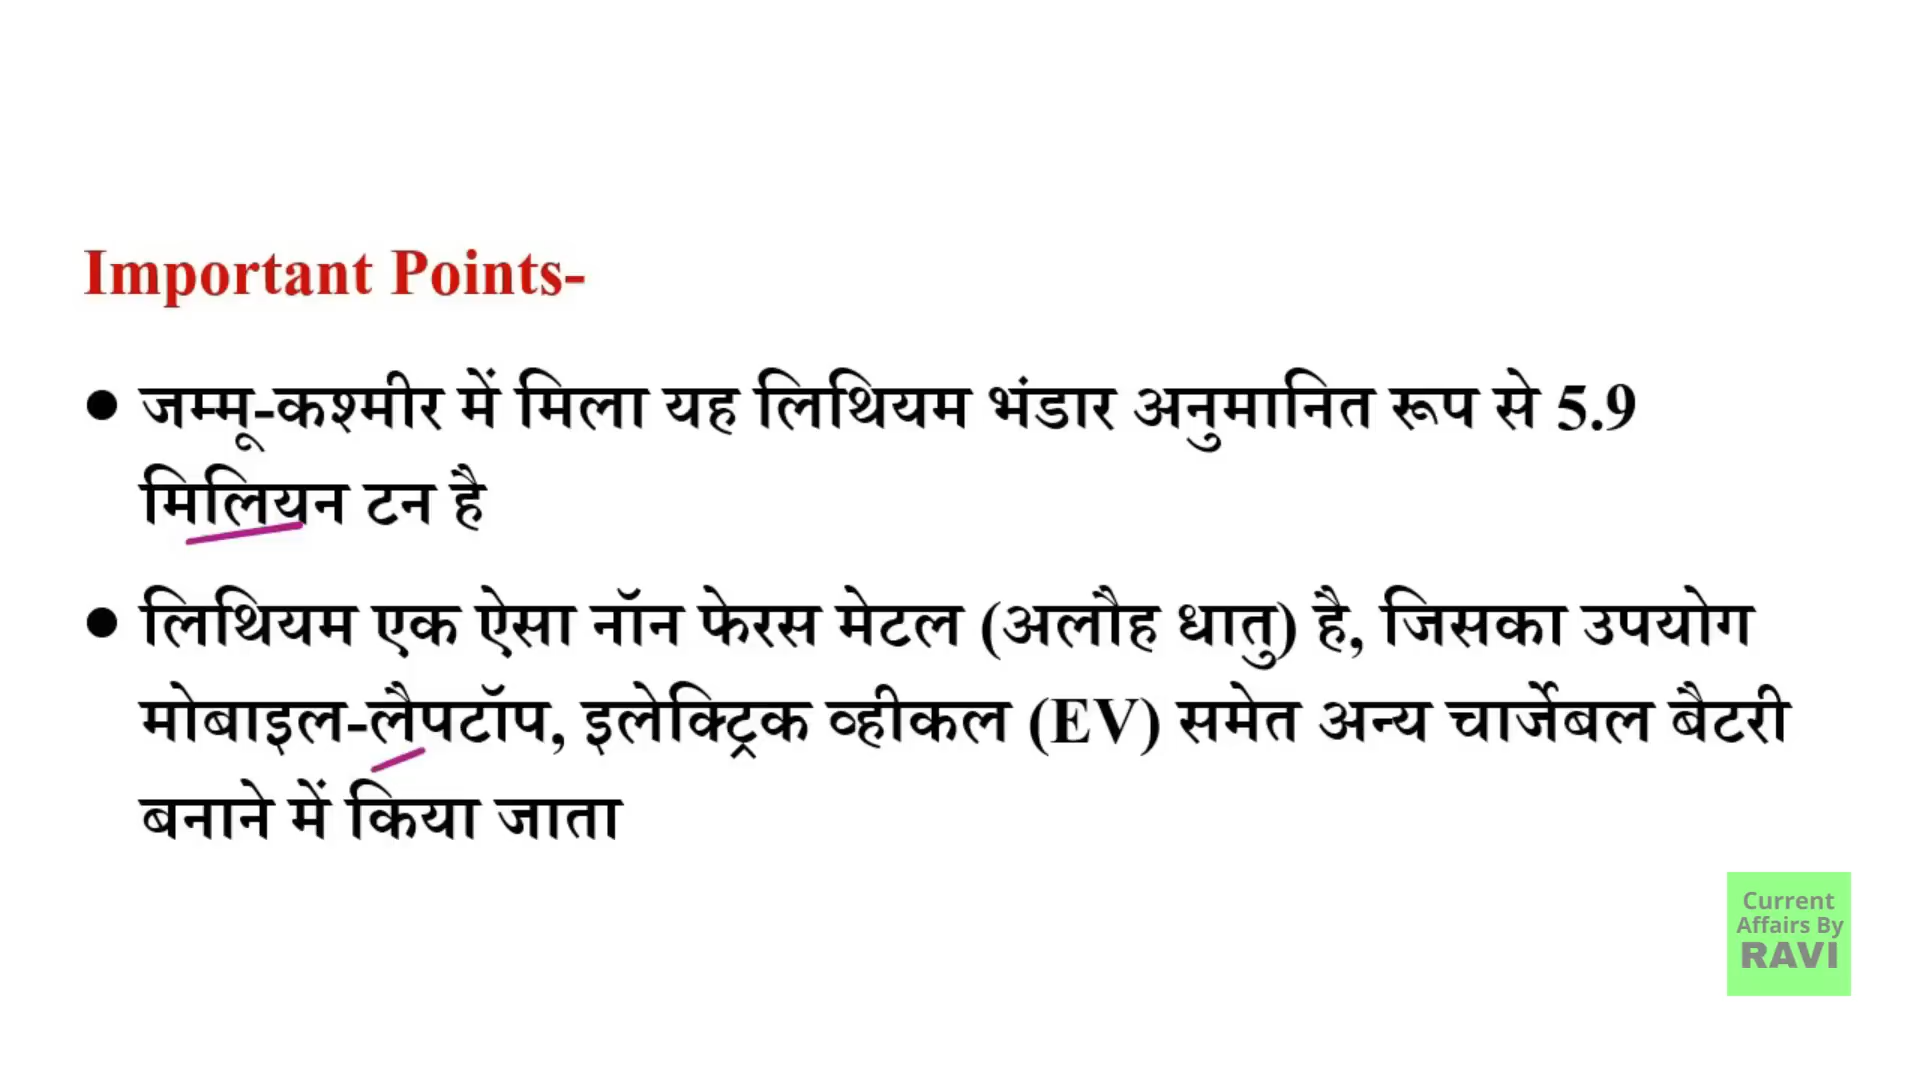 Important Points-
● जम्मू-कश्मीर में मिला यह लिथियम भंडार अनुमानित रूप से 5.9
मिलियन टन है
● लिथियम एक ऐसा नॉन फेरस मेटल (अलौह धातु) है, जिसका उपयोग
मोबाइल-लैपटॉप, इलेक्ट्रिक व्हीकल (EV) समेत अन्य चार्जेबल बैटरी
बनाने में किया जाता
Current
Affairs By
RAVI